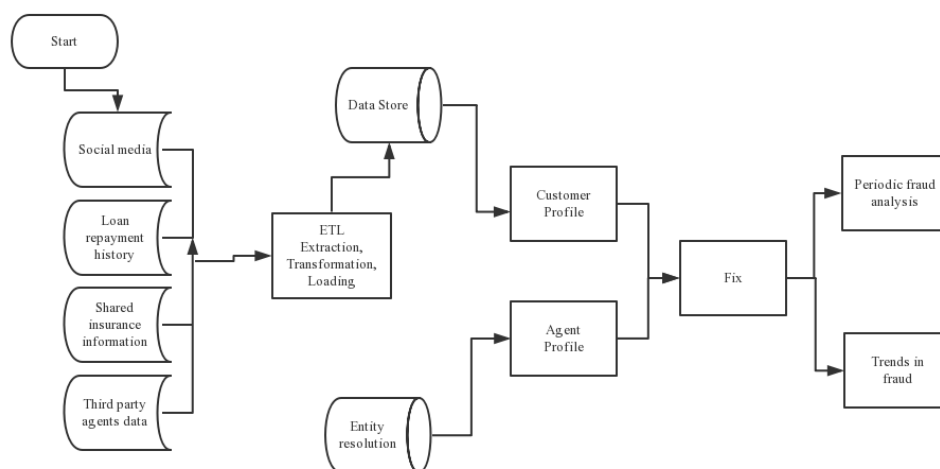 Start
Social media
Loan
repayment
history
Shared
insurance
information
Third party
agents data
ETL
Extraction,
Transformation,
Loading
Data Store
Entity
resolution
Customer
Profile
Agent
Profile
Fix
Periodic fraud
analysis
Trends in
fraud